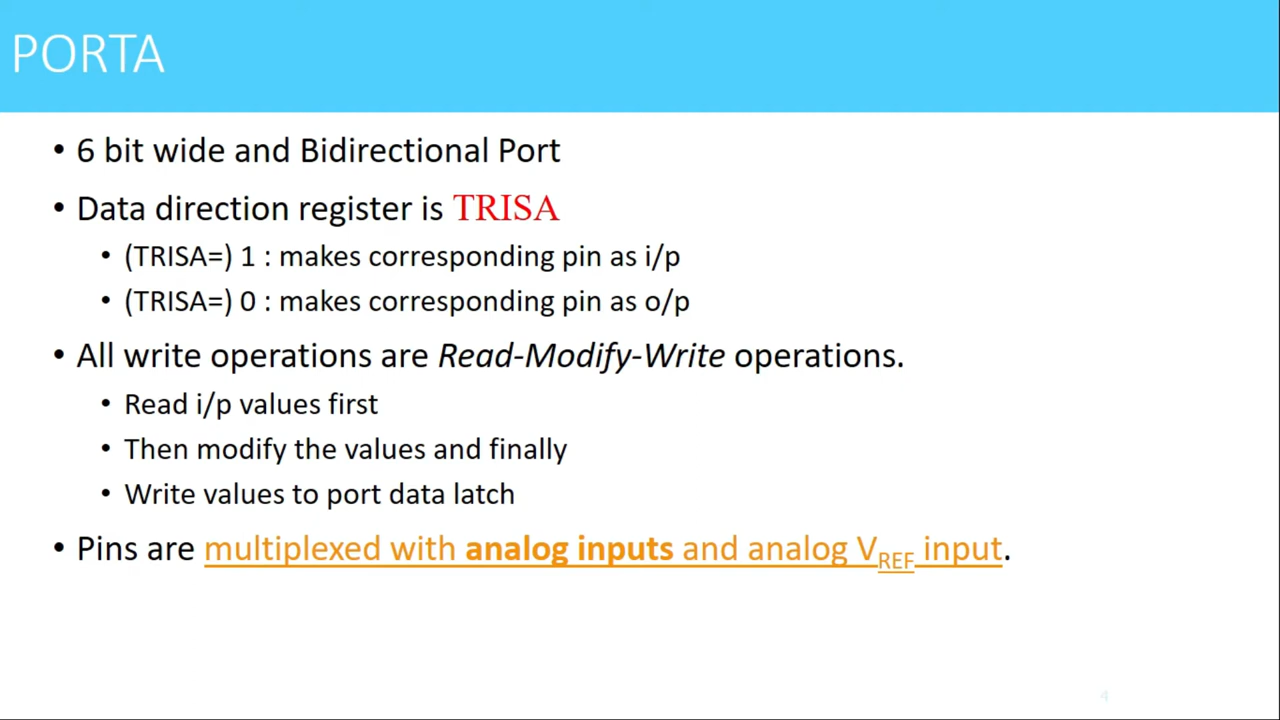 PORTA
• 6 bit wide and Bidirectional Port
• Data direction register is TRISA
• (TRISA=) 1 : makes corresponding pin as i/p
• (TRISA=) 0 : makes corresponding pin as o/p
• All write operations are Read-Modify-Write operations.
• Read i/p values first
• Then modify the values and finally
• Write values to port data latch
• Pins are multiplexed with analog inputs and analog VREF input.
4